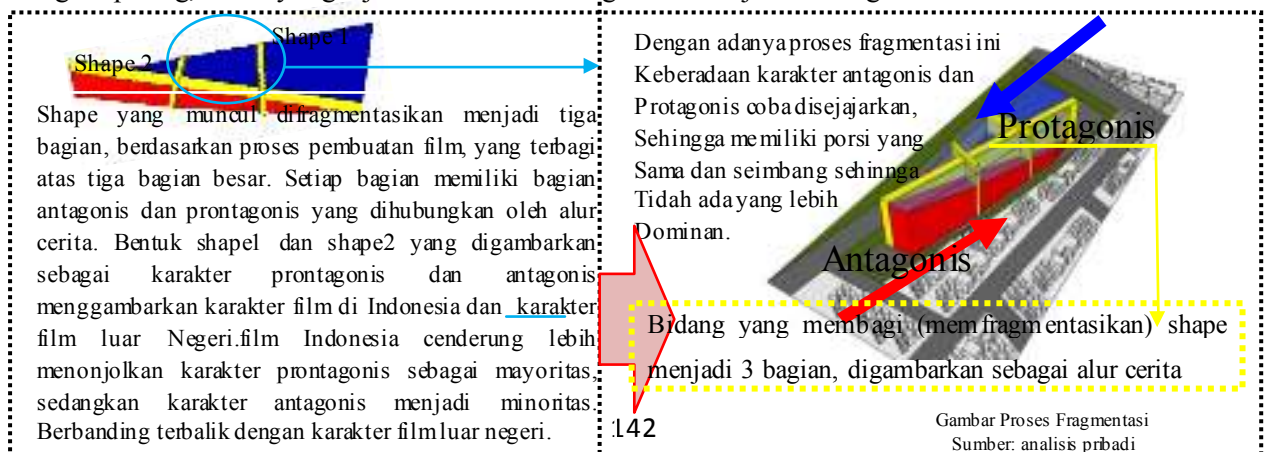 Shape 1
Shape 2
Shape yang muncul difragmentasikan menjadi tiga
bagian, berdasarkan proses pembuatan film, yang terbagi
atas tiga bagian besar. Setiap bagian memiliki bagian
antagonis dan prontagonis yang dihubungkan oleh alur
cerita. Bentuk shape1 dan shape2 yang digambarkan
sebagai karakter prontagonis dan antagonis
menggambarkan karakter film di Indonesia dan karakter
film luar Negeri.film Indonesia cenderung lebih
menonjolkan karakter prontagonis sebagai mayoritas,
sedangkan karakter antagonis menjadi minoritas.
Berbanding terbalik dengan karakter film luar negeri.
Dengan adanya proses fragmentasi ini
Keberadaan karakter antagonis dan
Protagonis coba disejajarkan,
Sehingga memiliki porsi yang
Sama dan seimbang sehinnga
Tidah ada yang lebih
Dominan.
Protagonis
Antagonis
Bidang yang membagi (memfragmentasikan) shape
menjadi 3 bagian, digambarkan sebagai alur cerita
142
Gambar Proses Fragmentasi
Sumber: analisis pribadi